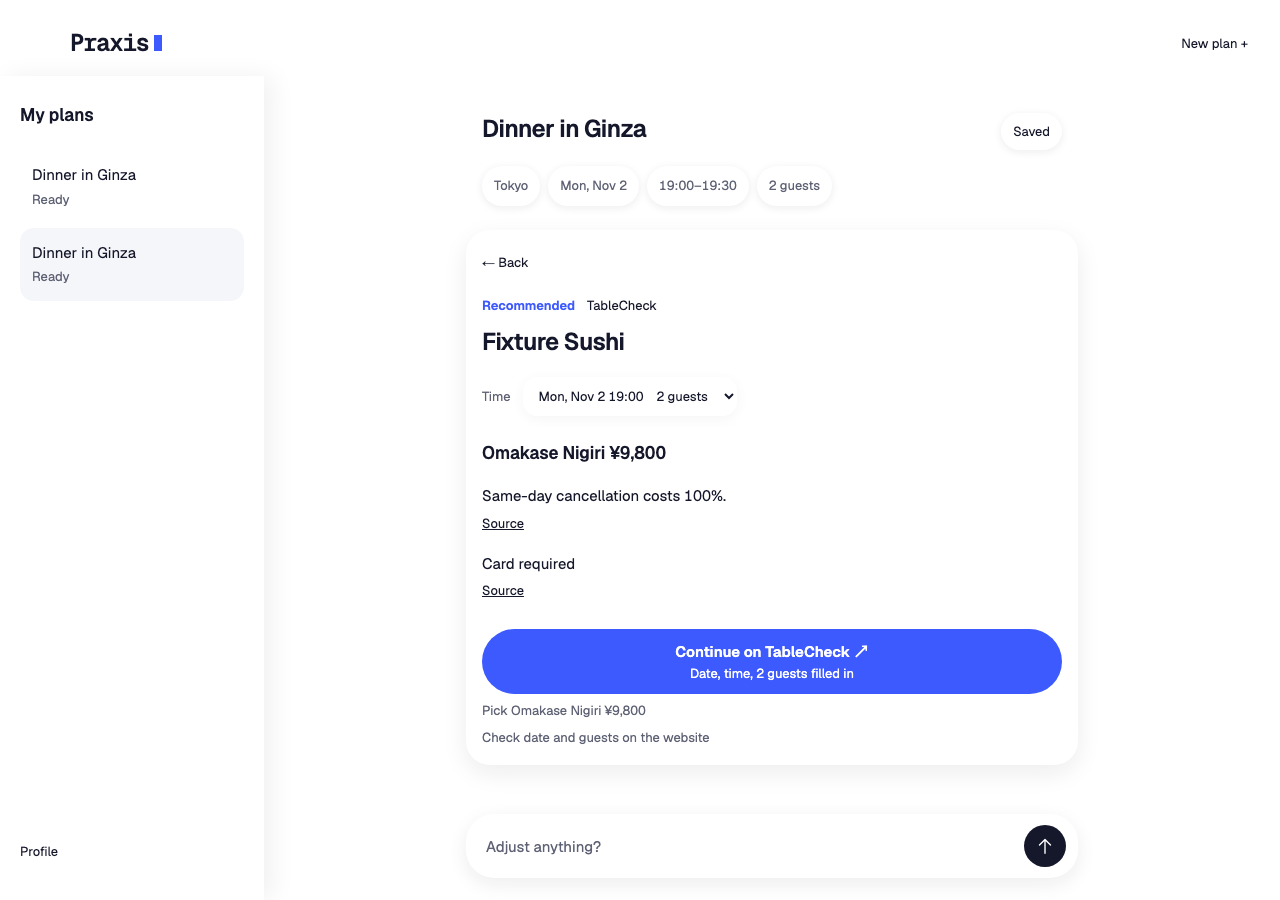 Praxis
New plan +
My plans
Dinner in Ginza
Ready
Dinner in Ginza
Ready
Profile
Dinner in Ginza
Saved
Tokyo
Mon, Nov 2
19:00–19:30
2 guests
← Back
Recommended TableCheck
Fixture Sushi
Time Mon, Nov 2 19:00 2 guests
Omakase Nigiri ¥9,800
Same-day cancellation costs 100%.
Source
Card required
Source
Continue on TableCheck ↗
Date, time, 2 guests filled in
Pick Omakase Nigiri ¥9,800
Check date and guests on the website
Adjust anything?